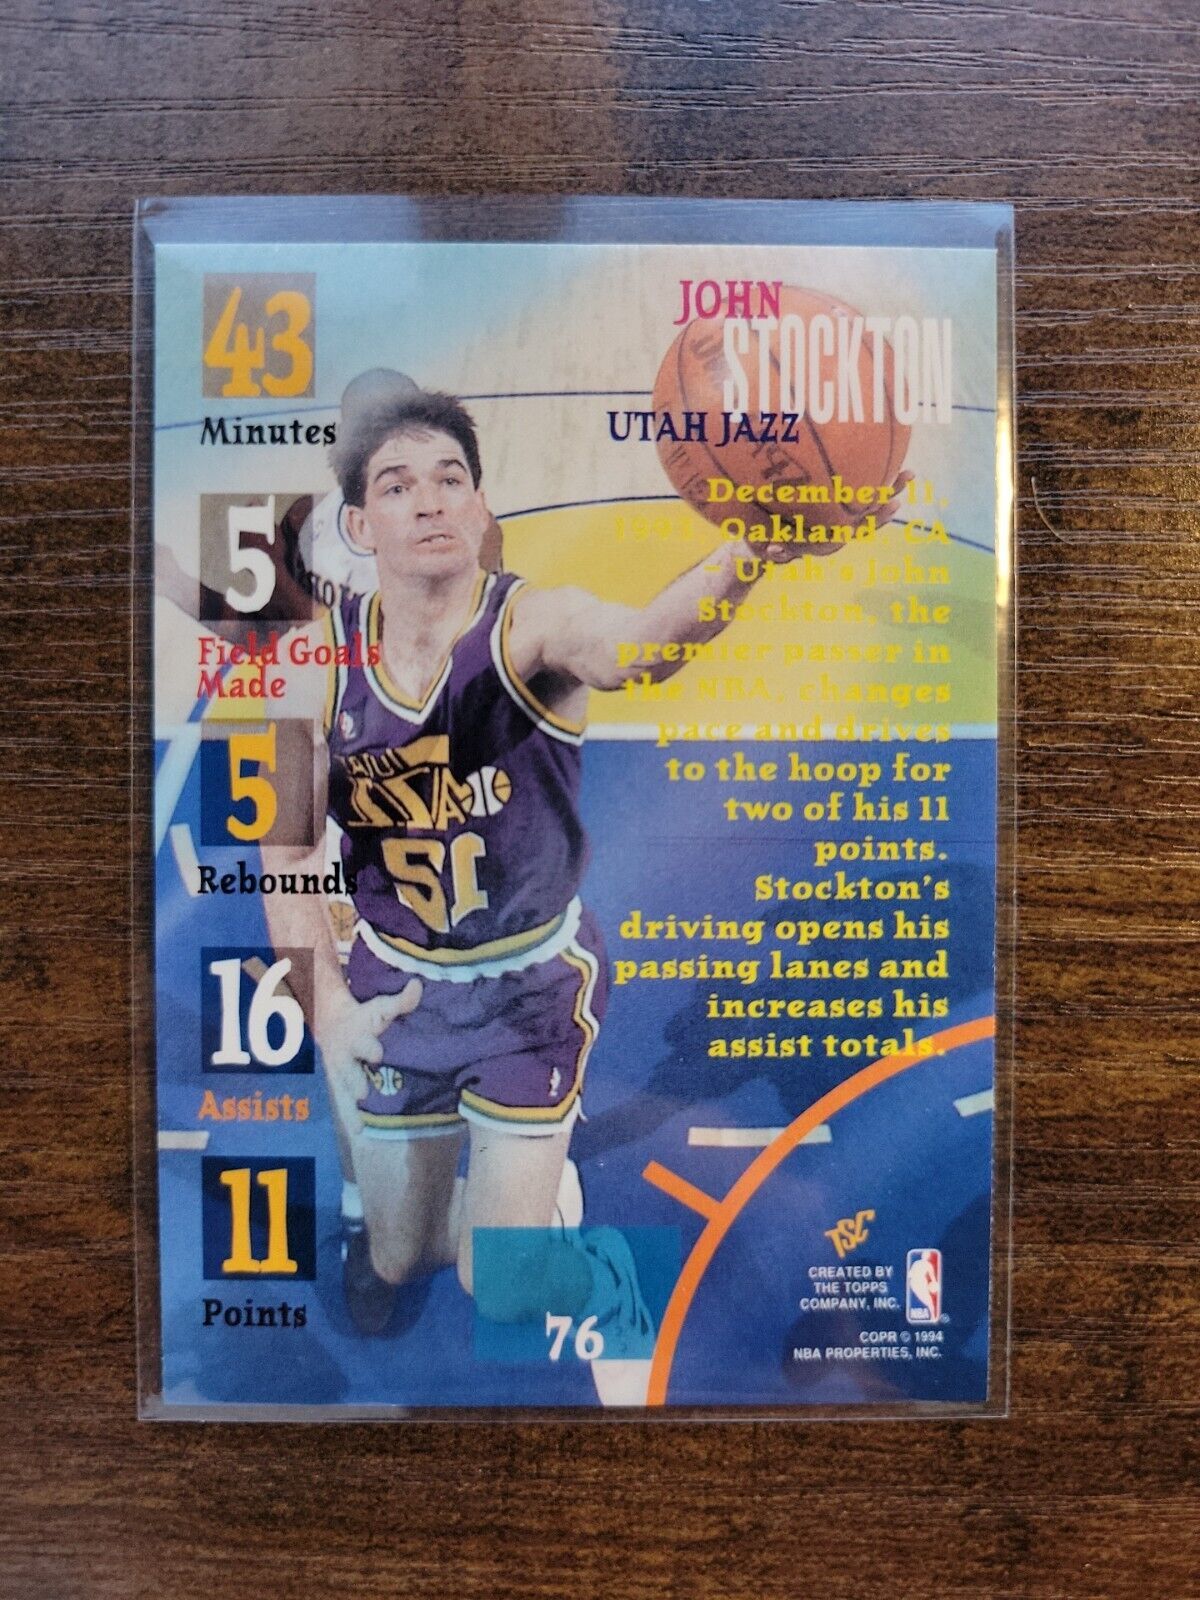 43
Minutes
5
Field Goals
Made
5
Rebounds
16
Assists
11
Points
JOHN
STOCKTON
UTAH JAZZ
December 11,
Oakland, CA
– Utah's John
Stockton, the
premier passer in
the NBA, changes
pace and drives
to the hoop for
two of his 11
points.
Stockton's
driving opens his
passing lanes and
increases his
assist totals.
UTAH
JAZZ
12
76
TSC
CREATED BY
THE TOPPS
COMPANY, INC.
NBA
COPR © 1994
NBA PROPERTIES, INC.